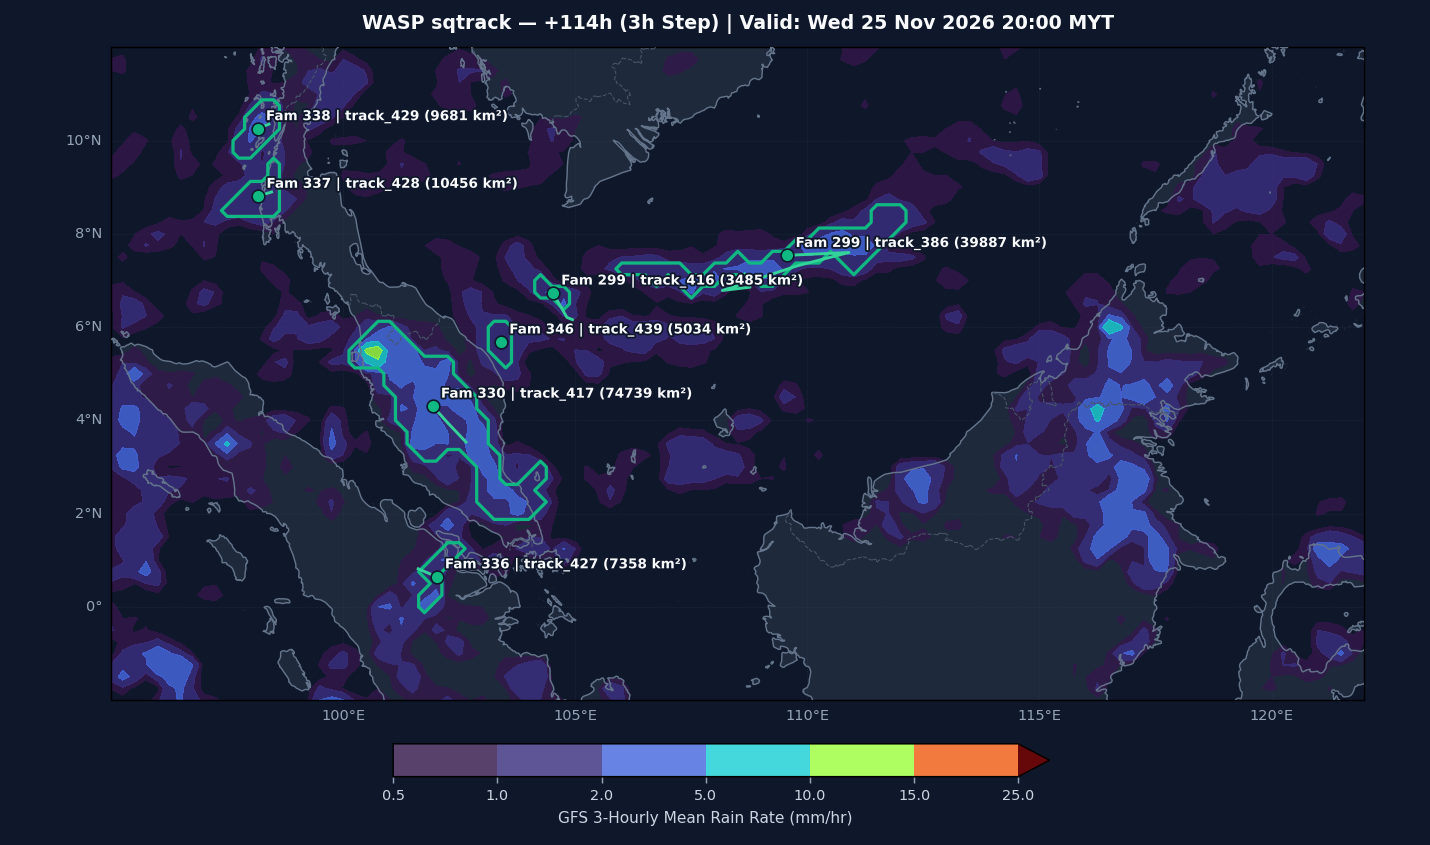 WASP sqtrack — +114h (3h Step) | Valid: Wed 25 Nov 2026 20:00 MYT
Fam 338 | track_429 (9681 km²)
10°N
Fam 337 | track_428 (10456 km²)
8°N
Fam 299 | track_386 (39887 km²)
Fam 299 | track_416 (3485 km²)
6°N
Fam 346 | track_439 (5034 km²)
Fam 330 | track_417 (74739 km²)
4°N
2°N
Fam 336 | track_427 (7358 km²)
0°
100°E 105°E 110°E 115°E 120°E
0.5 1.0 2.0 5.0 10.0 15.0 25.0
GFS 3-Hourly Mean Rain Rate (mm/hr)